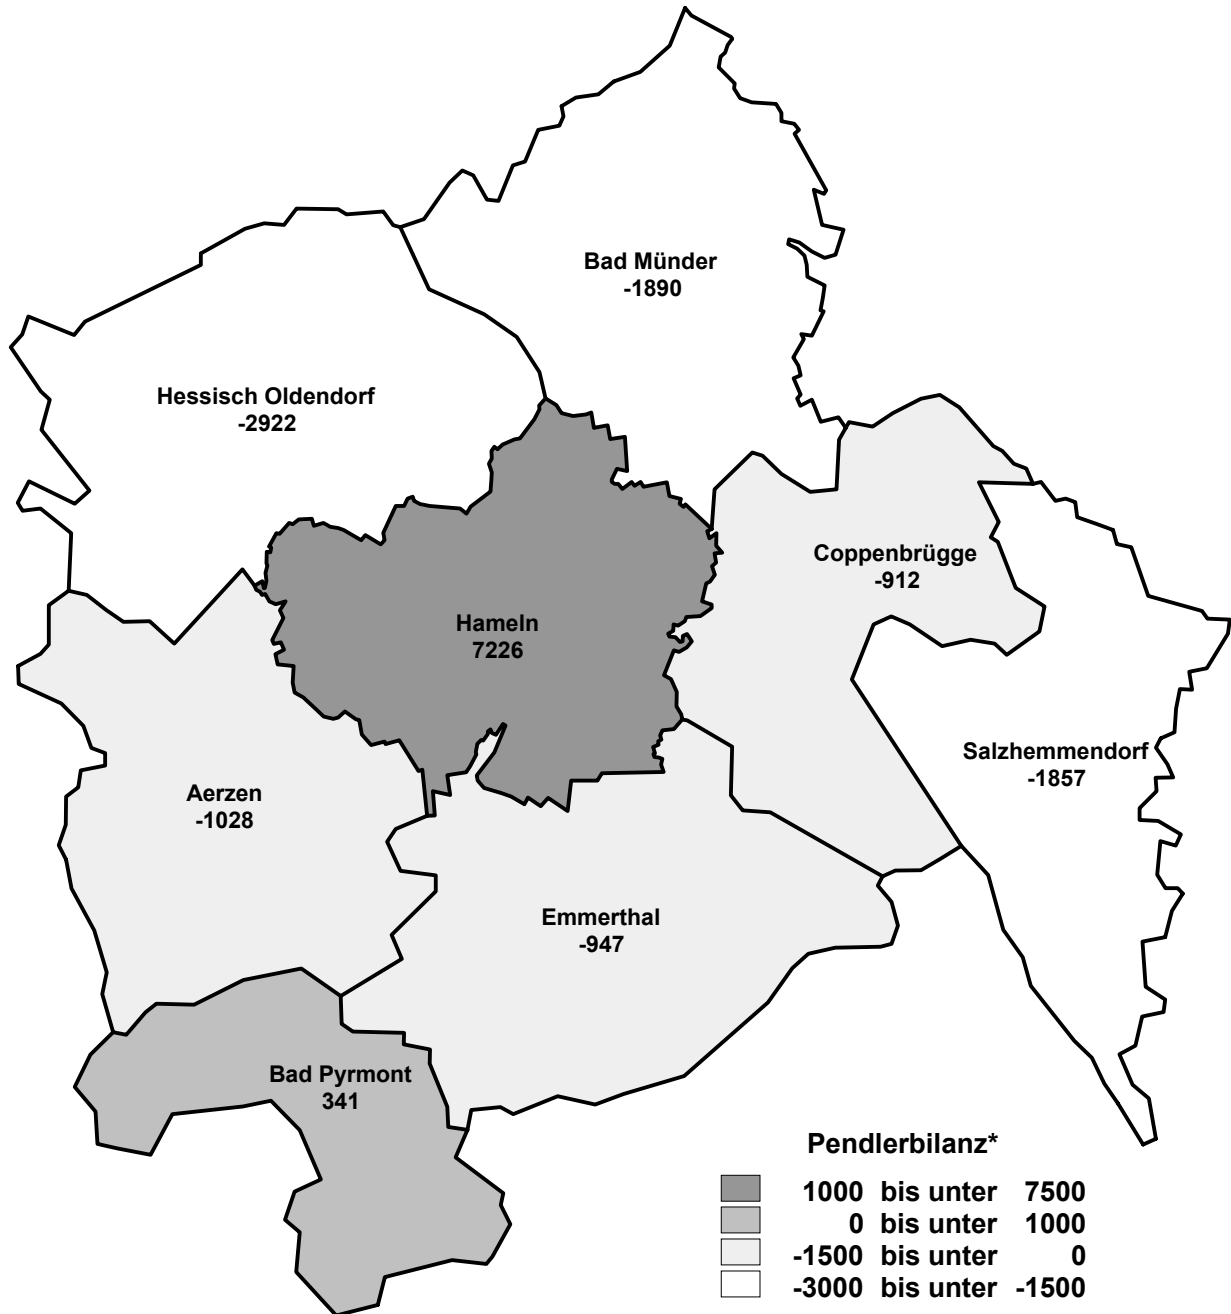 Bad Münder
-1890
Hessisch Oldendorf
-2922
Coppenbrügge
-912
Hameln
7226
Salzhemmendorf
-1857
Aerzen
-1028
Emmerthal
-947
Bad Pyrmont
341
Pendlerbilanz*
1000 bis unter 7500
0 bis unter 1000
-1500 bis unter 0
-3000 bis unter -1500